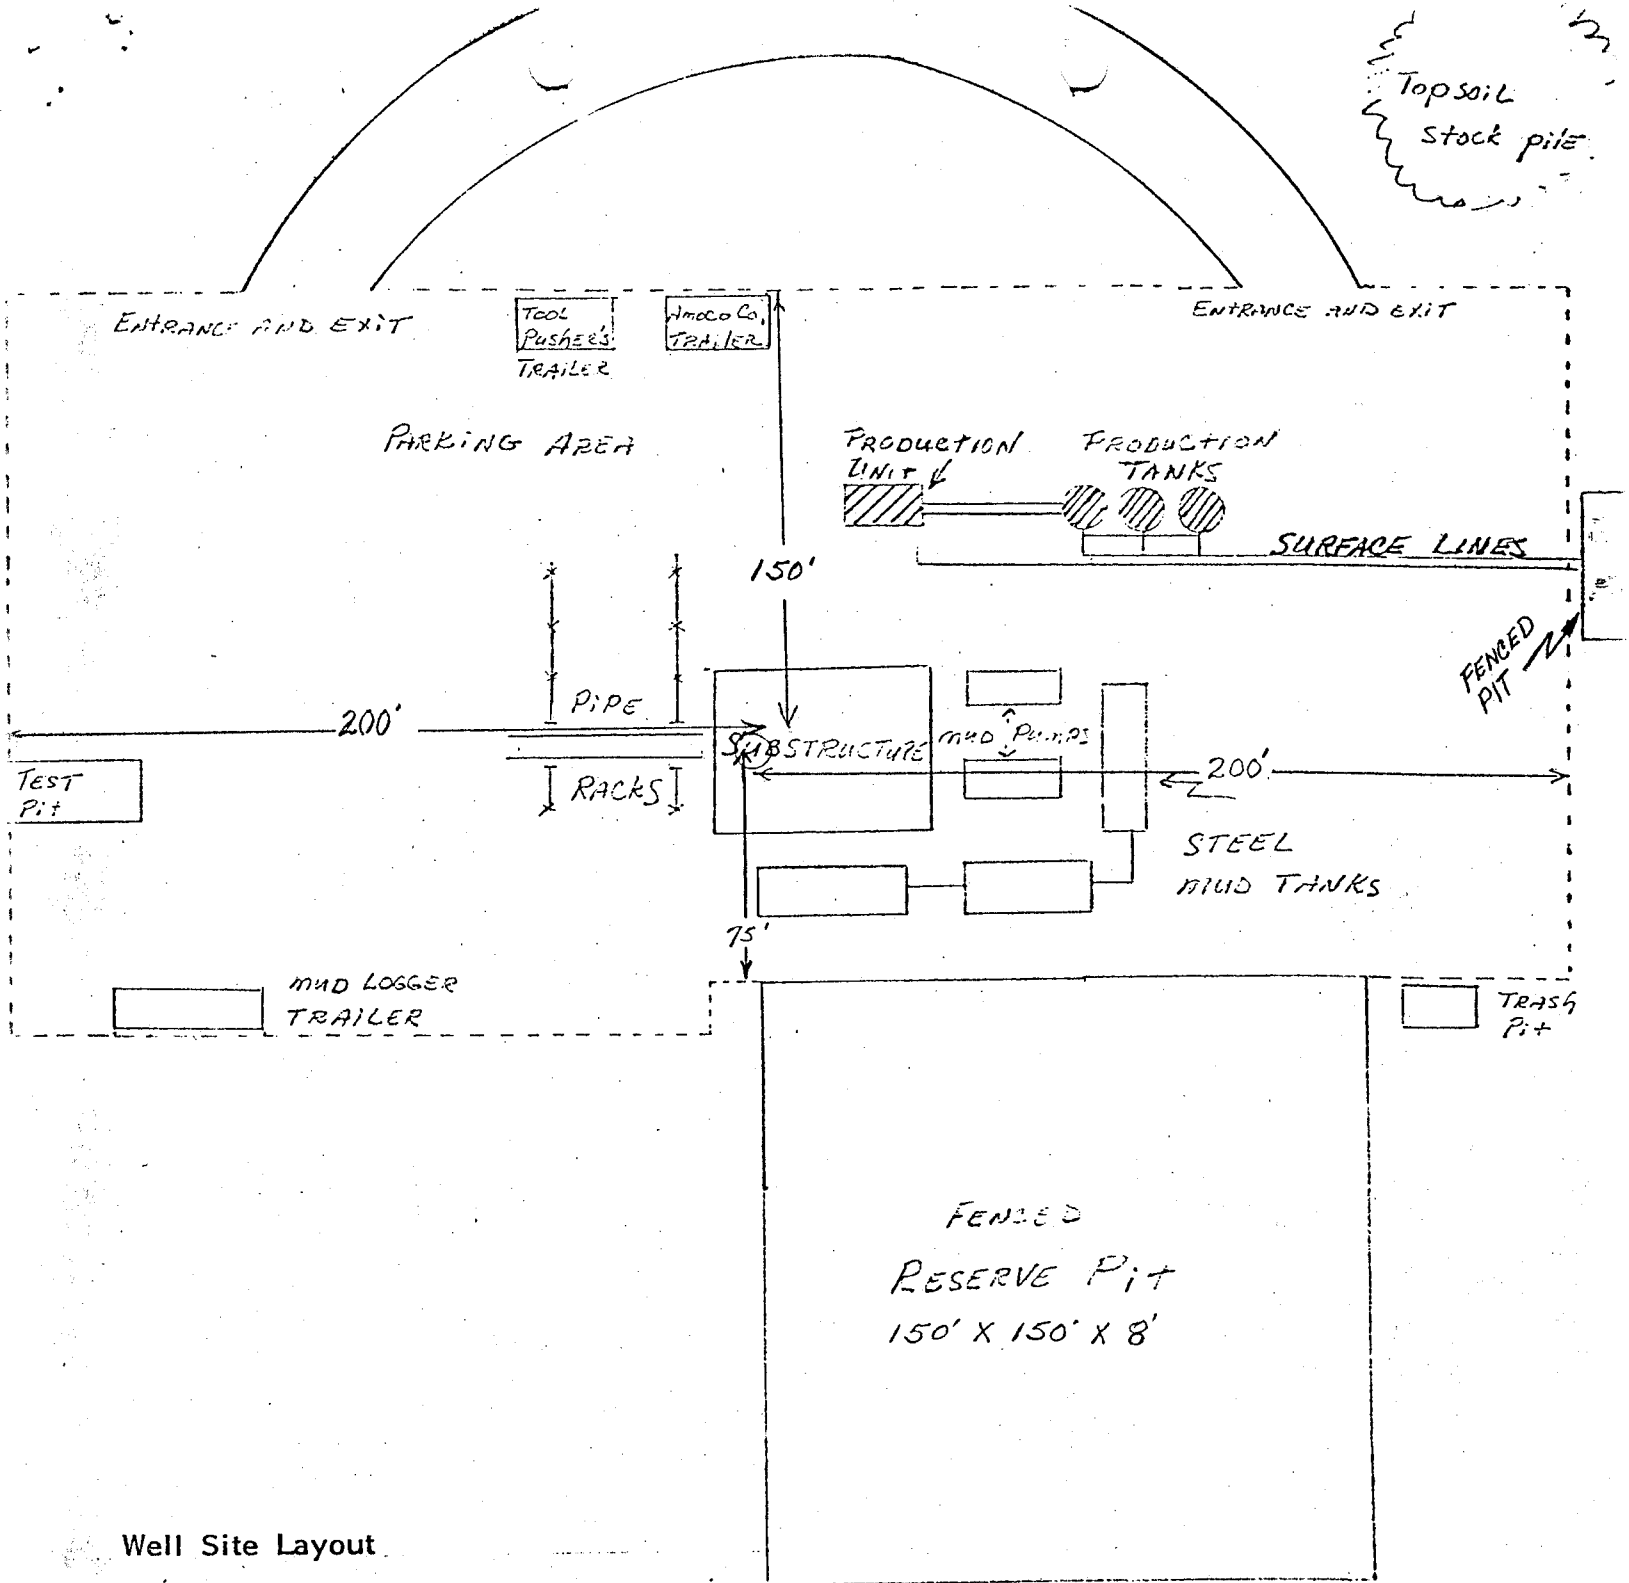 Topsoil
Stock pile
ENTRANCE AND EXIT
TOOL
PUSHER'S
TRAILER
Amoco Co.
TRAILER
ENTRANCE AND EXIT
PARKING AREA
PRODUCTION
UNIT
PRODUCTION
TANKS
SURFACE LINES
150'
FENCED
PIT
PIPE
200'
SUBSTRUCTURE
MUD PUMPS
200'
TEST
Pit
RACKS
STEEL
MUD TANKS
75'
MUD LOGGER
TRAILER
TRASH
Pit
FENCED
RESERVE Pit
150' X 150' X 8'
Well Site Layout